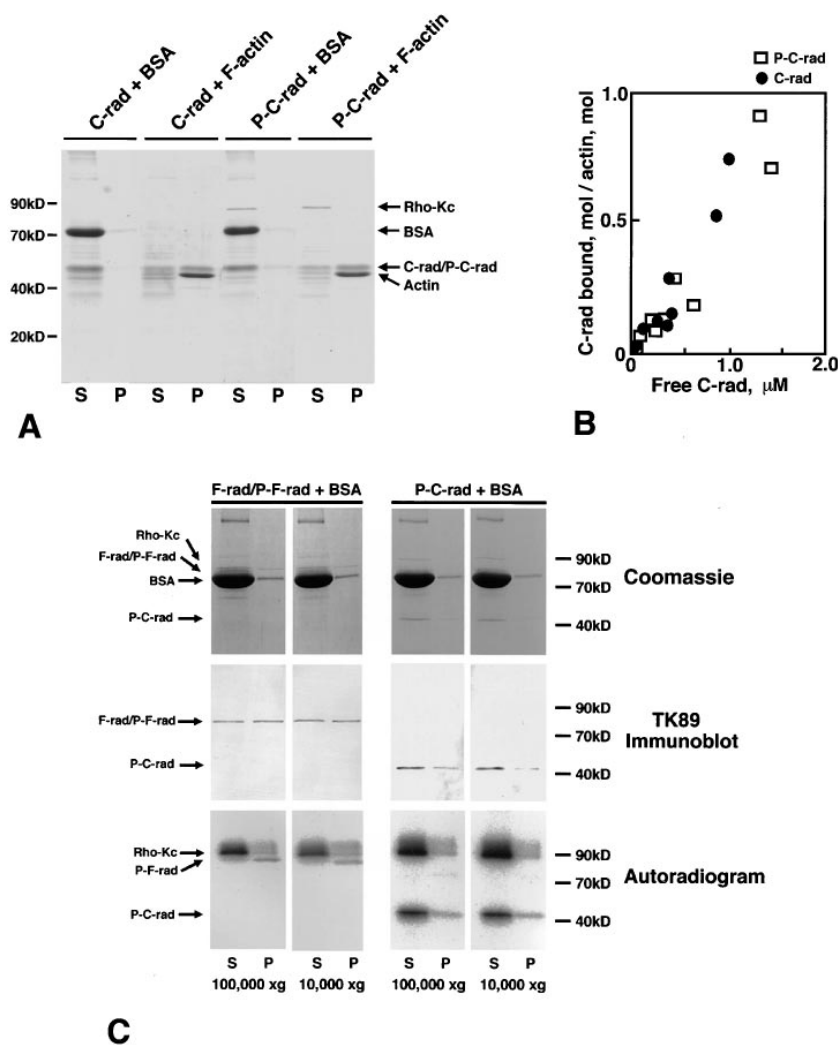 C-rad + BSA
C-rad + F-actin
P-C-rad + BSA
P-C-rad + F-actin
90kD
70kD
40kD
20kD
Rho-Kc
BSA
C-rad/P-C-rad
Actin
S P S P S P S P
A
P-C-rad
C-rad
C-rad bound, mol / actin, mol
1.0
0.5
0
0 1.0 2.0
Free C-rad, μM
B
F-rad/P-F-rad + BSA
P-C-rad + BSA
Rho-Kc
F-rad/P-F-rad
BSA
P-C-rad
90kD
70kD
40kD
Coomassie
F-rad/P-F-rad
P-C-rad
90kD
70kD
40kD
TK89
Immunoblot
Rho-Kc
P-F-rad
P-C-rad
90kD
70kD
40kD
Autoradiogram
S P S P S P S P
100,000 xg 10,000 xg 100,000 xg 10,000 xg
C